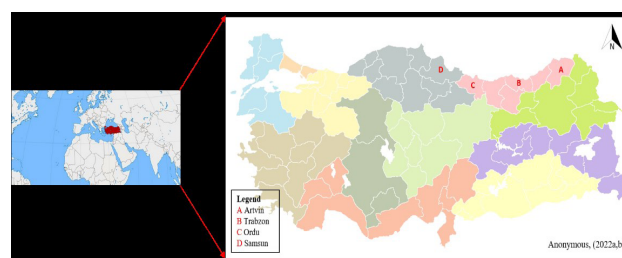 N
D
C
B
A
Legend
A Artvin
B Trabzon
C Ordu
D Samsun
Anonymous, (2022a,b